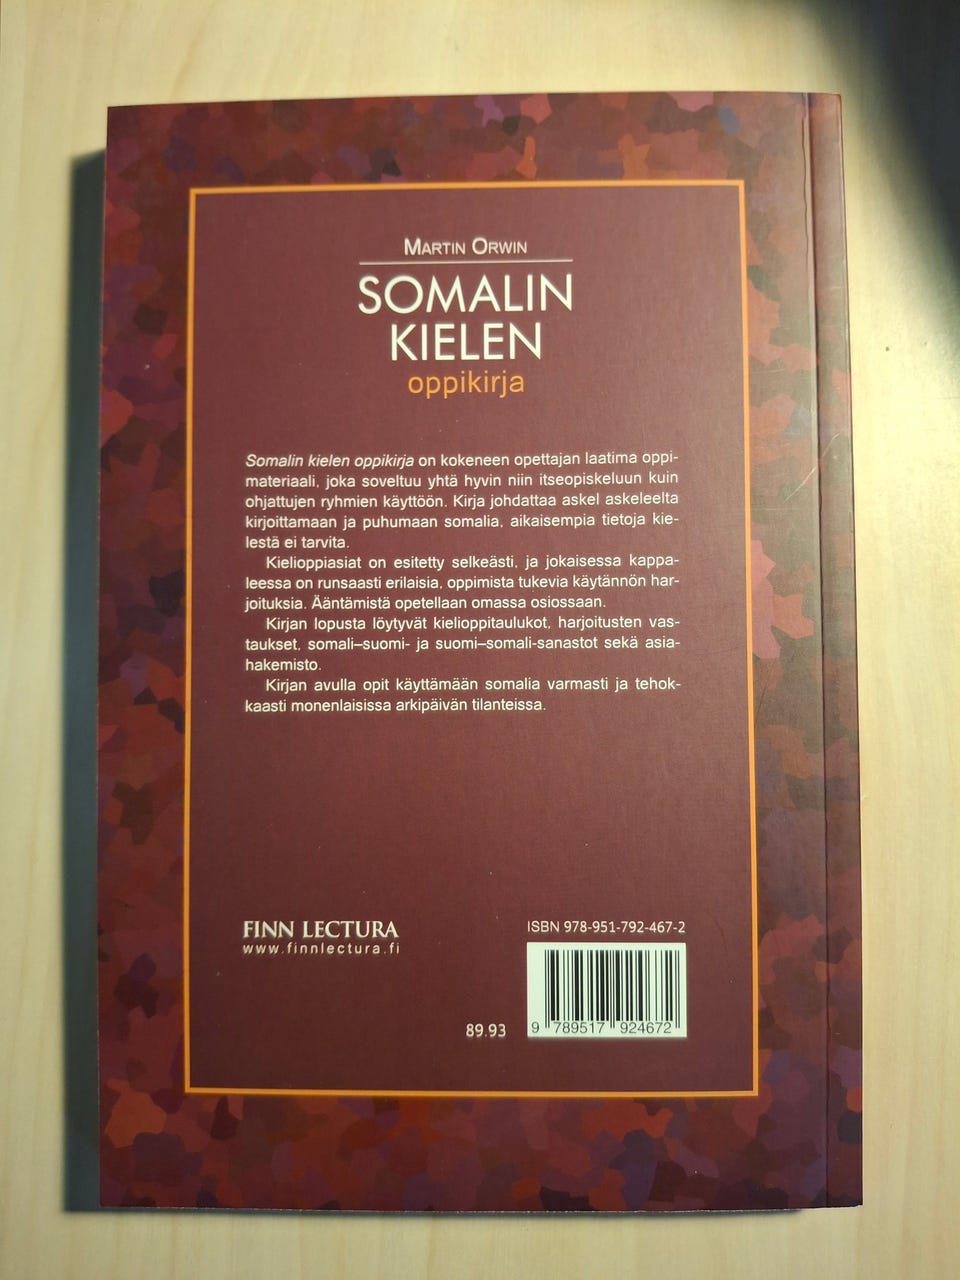 MARTIN ORWIN
SOMALIN
KIELEN
oppikirja
Somalin kielen oppikirja on kokeneen opettajan laatima oppi-
materiaali, joka soveltuu yhtä hyvin niin itseopiskeluun kuin
ohjattujen ryhmien käyttöön. Kirja johdattaa askel askeleelta
kirjoittamaan ja puhumaan somalia, aikaisempia tietoja kie-
lestä ei tarvita.
Kielioppiasiat on esitetty selkeästi, ja jokaisessa kappa-
leessa on runsaasti erilaisia, oppimista tukevia käytännön har-
joituksia. Ääntämistä opetellaan omassa osiossaan.
Kirjan lopusta löytyvät kielioppitaulukot, harjoitusten vas-
taukset, somali–suomi- ja suomi–somali-sanastot sekä asia-
hakemisto.
Kirjan avulla opit käyttämään somalia varmasti ja tehok-
kaasti monenlaisissa arkipäivän tilanteissa.
FINN LECTURA
www.finnlectura.fi
ISBN 978-951-792-467-2
89.93
9 789517 924672